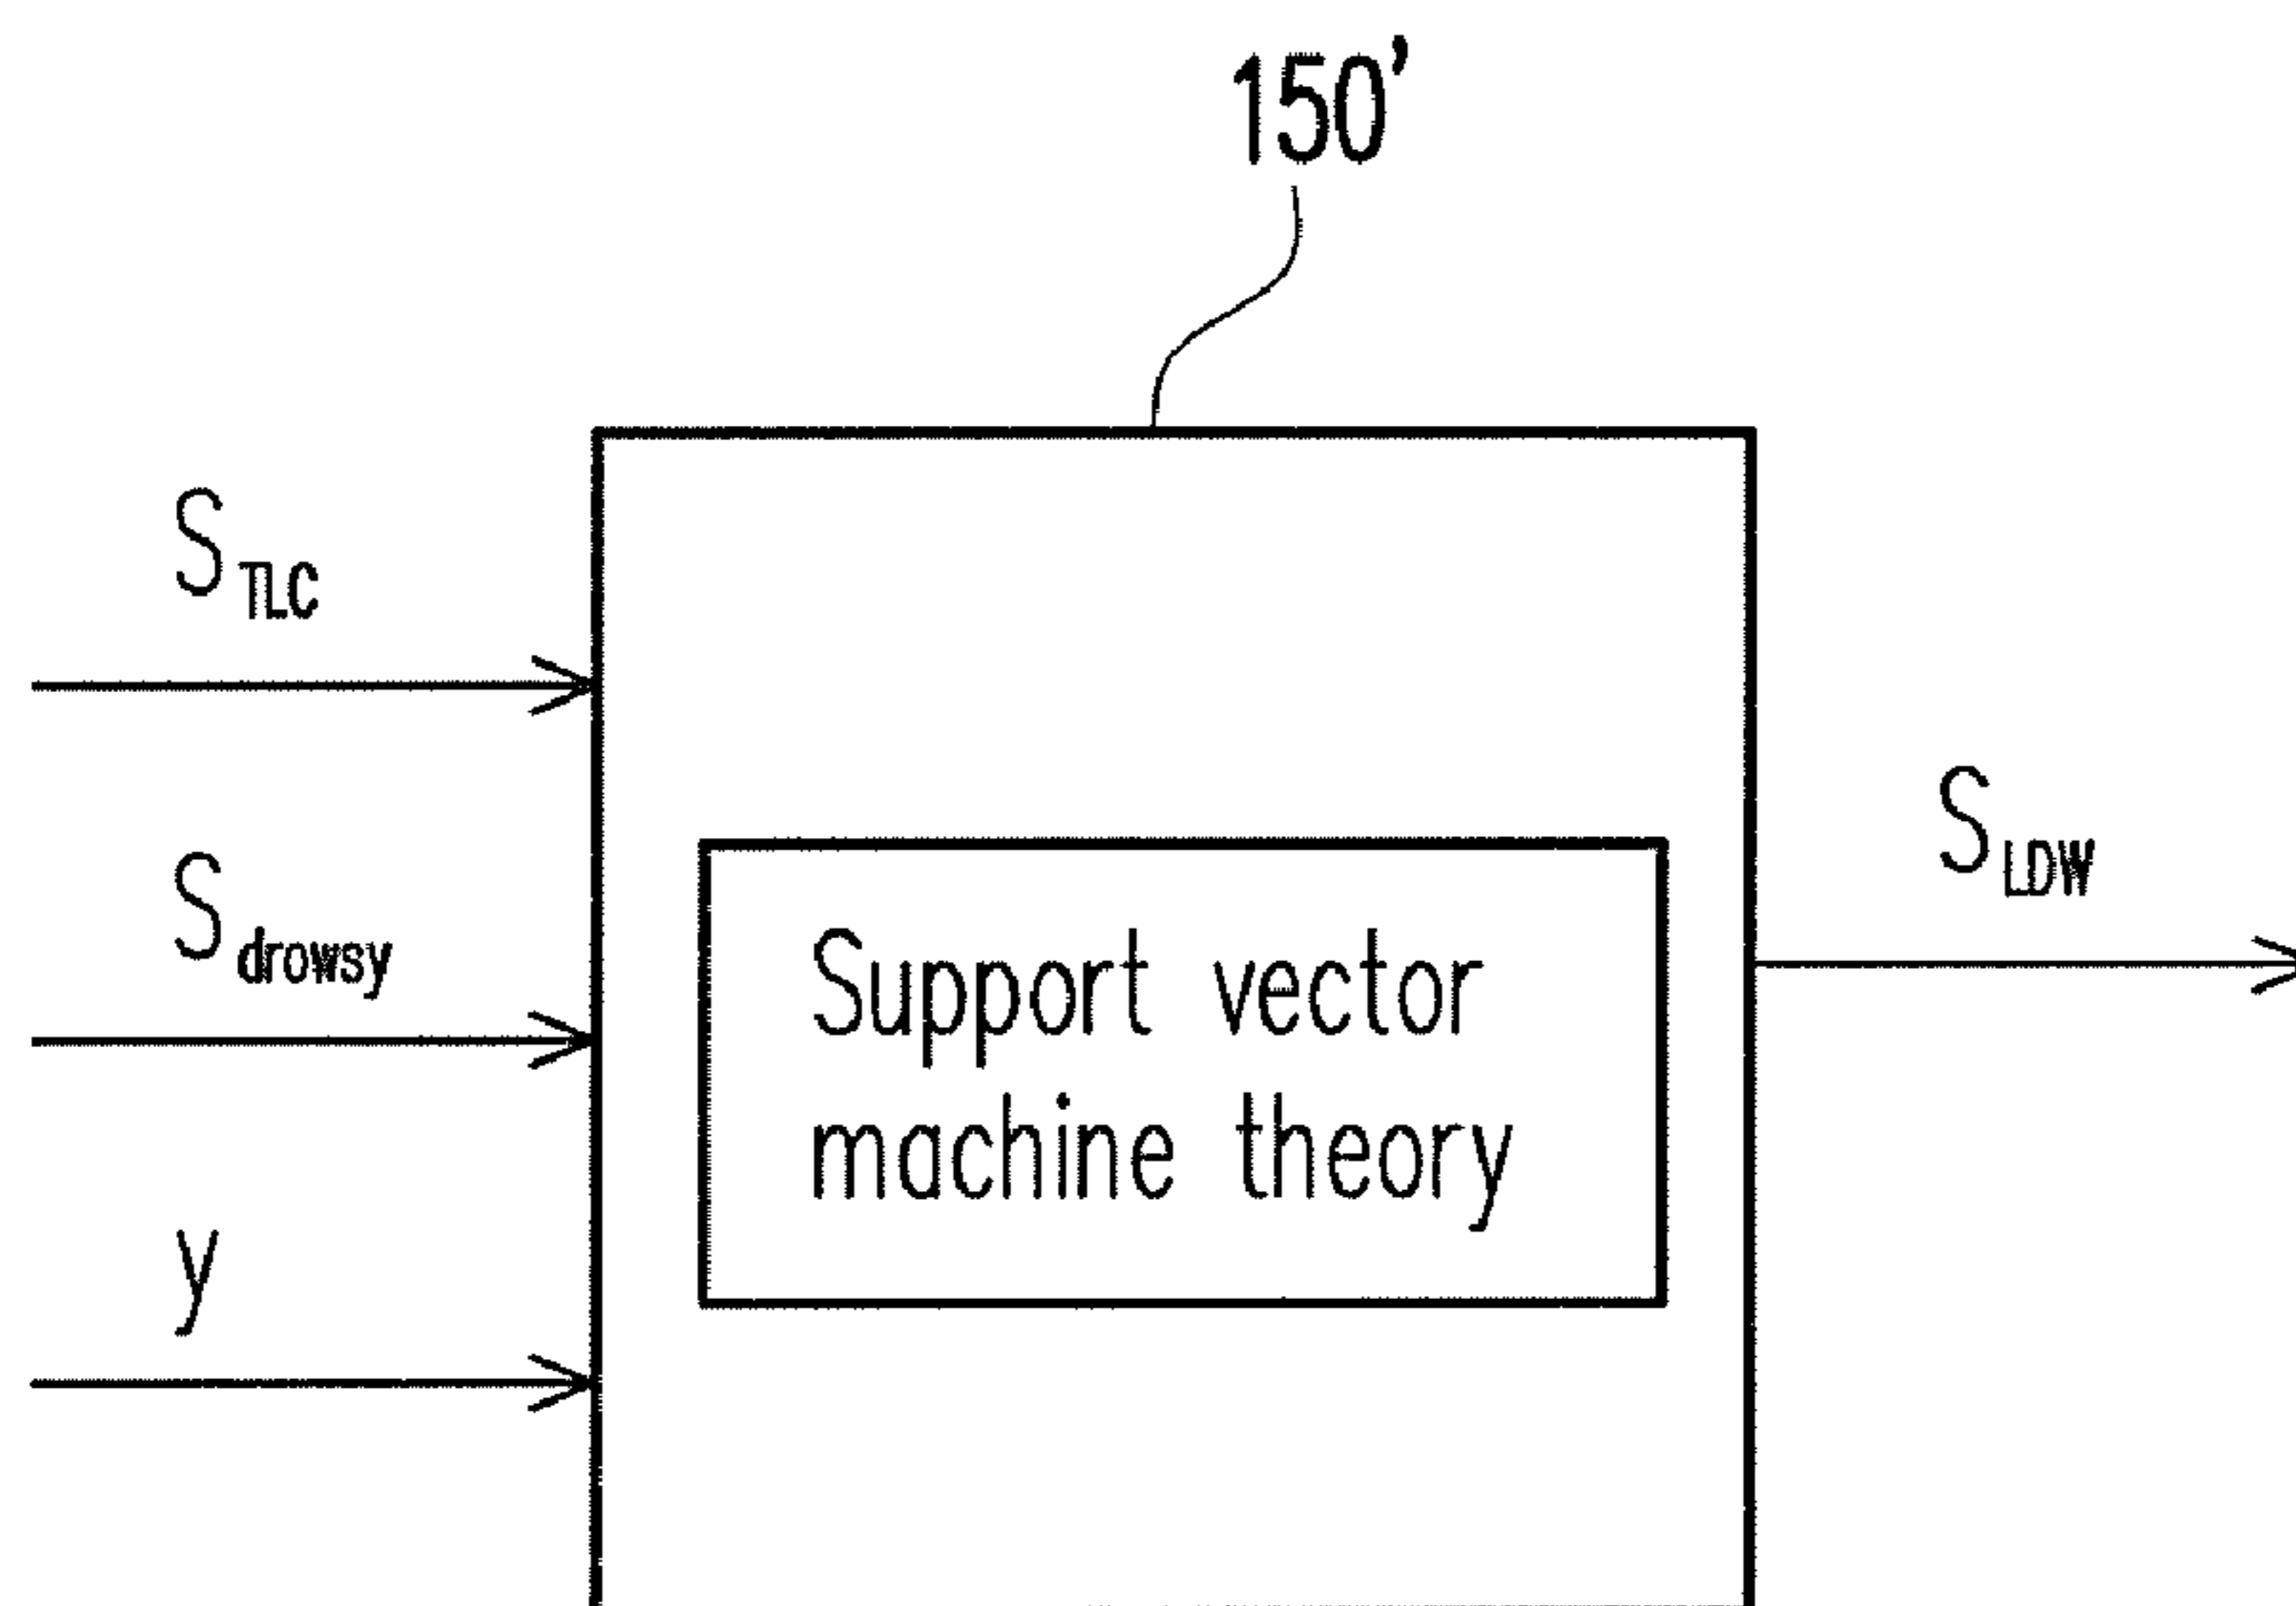 150'
S_TLC
S_drowsy
y
Support vector
machine theory
S_LDW